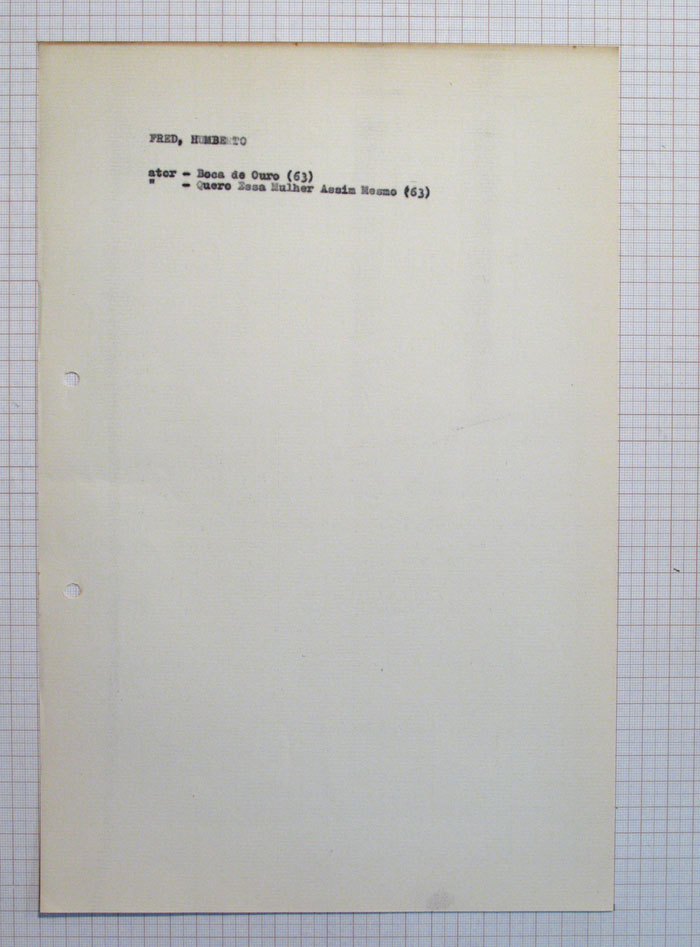 FRED, HUMBERTO
ator - Boca de Ouro (63)
" - Quero Essa Mulher Assim Mesmo (63)